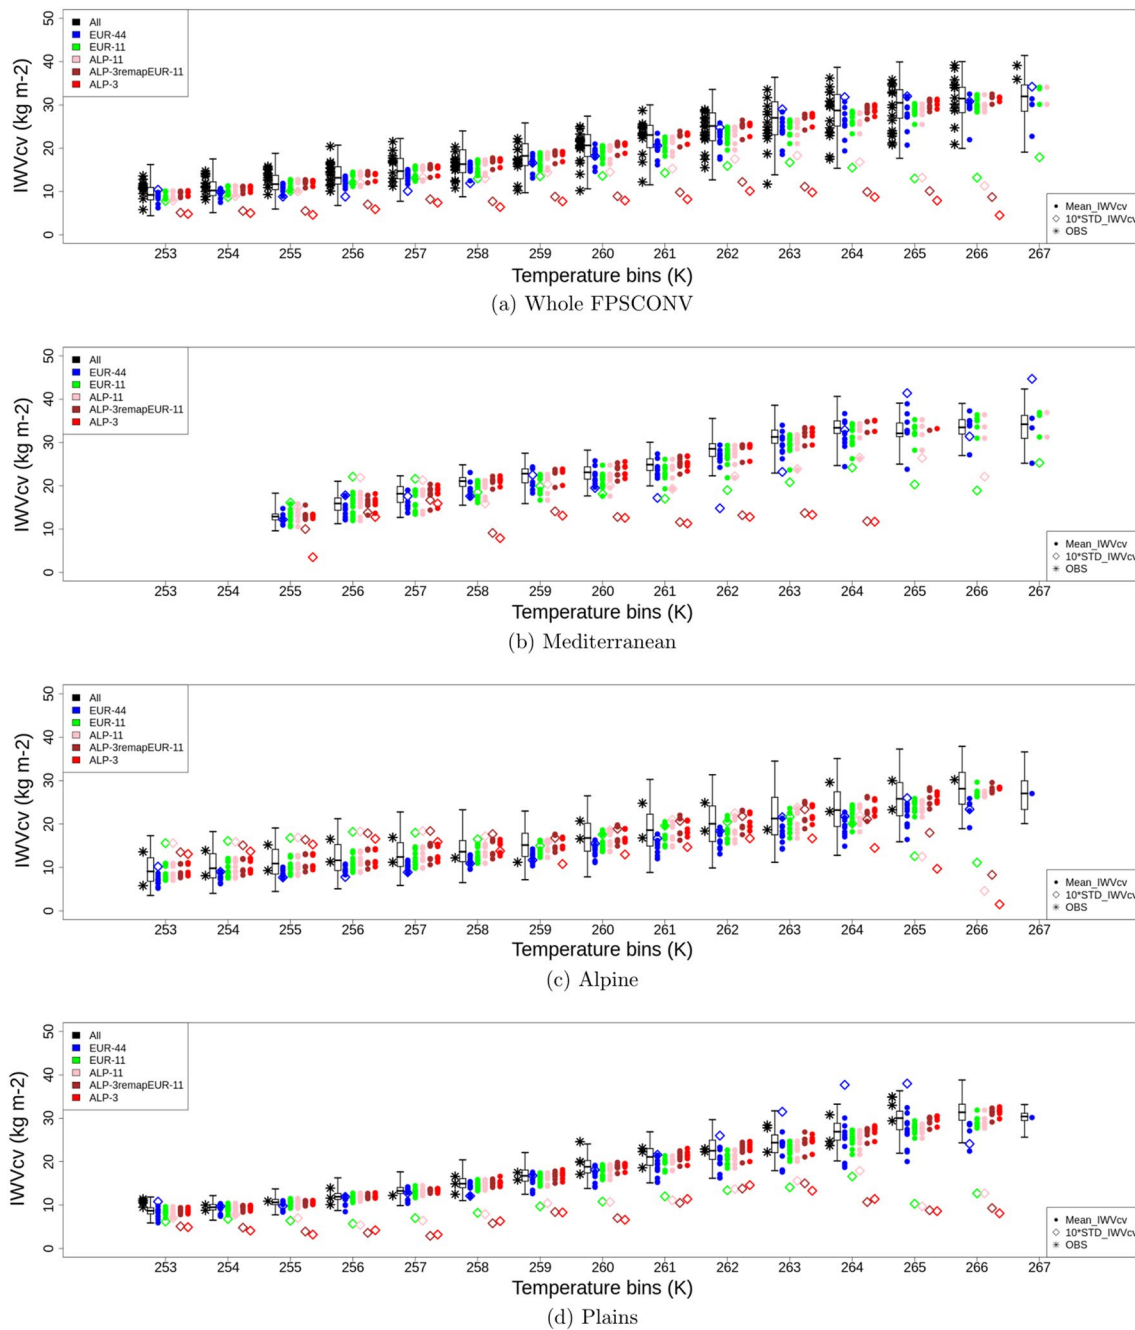 50
40
30
20
10
0
IWVcv (kg m-2)
All
EUR-44
EUR-11
ALP-11
ALP-3remapEUR-11
ALP-3
Mean_IWVcv
10*STD_IWVcv
OBS
253 254 255 256 257 258 259 260 261 262 263 264 265 266 267
Temperature bins (K)
(a) Whole FPSCONV
50
40
30
20
10
0
IWVcv (kg m-2)
All
EUR-44
EUR-11
ALP-11
ALP-3remapEUR-11
ALP-3
Mean_IWVcv
10*STD_IWVcv
OBS
253 254 255 256 257 258 259 260 261 262 263 264 265 266 267
Temperature bins (K)
(b) Mediterranean
50
40
30
20
10
0
IWVcv (kg m-2)
All
EUR-44
EUR-11
ALP-11
ALP-3remapEUR-11
ALP-3
Mean_IWVcv
10*STD_IWVcv
OBS
253 254 255 256 257 258 259 260 261 262 263 264 265 266 267
Temperature bins (K)
(c) Alpine
50
40
30
20
10
0
IWVcv (kg m-2)
All
EUR-44
EUR-11
ALP-11
ALP-3remapEUR-11
ALP-3
Mean_IWVcv
10*STD_IWVcv
OBS
253 254 255 256 257 258 259 260 261 262 263 264 265 266 267
Temperature bins (K)
(d) Plains